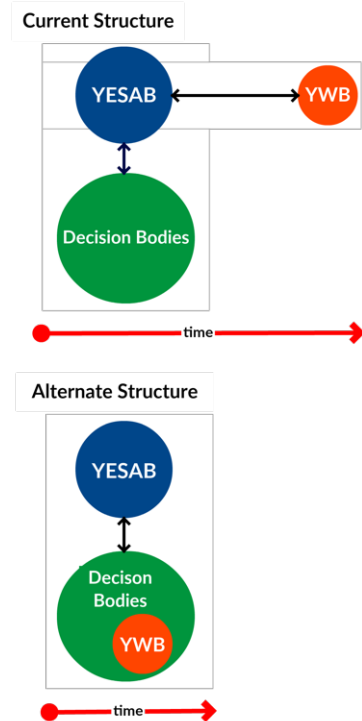 Current Structure
YESAB
YWB
Decision Bodies
time
Alternate Structure
YESAB
Decison
Bodies
YWB
time